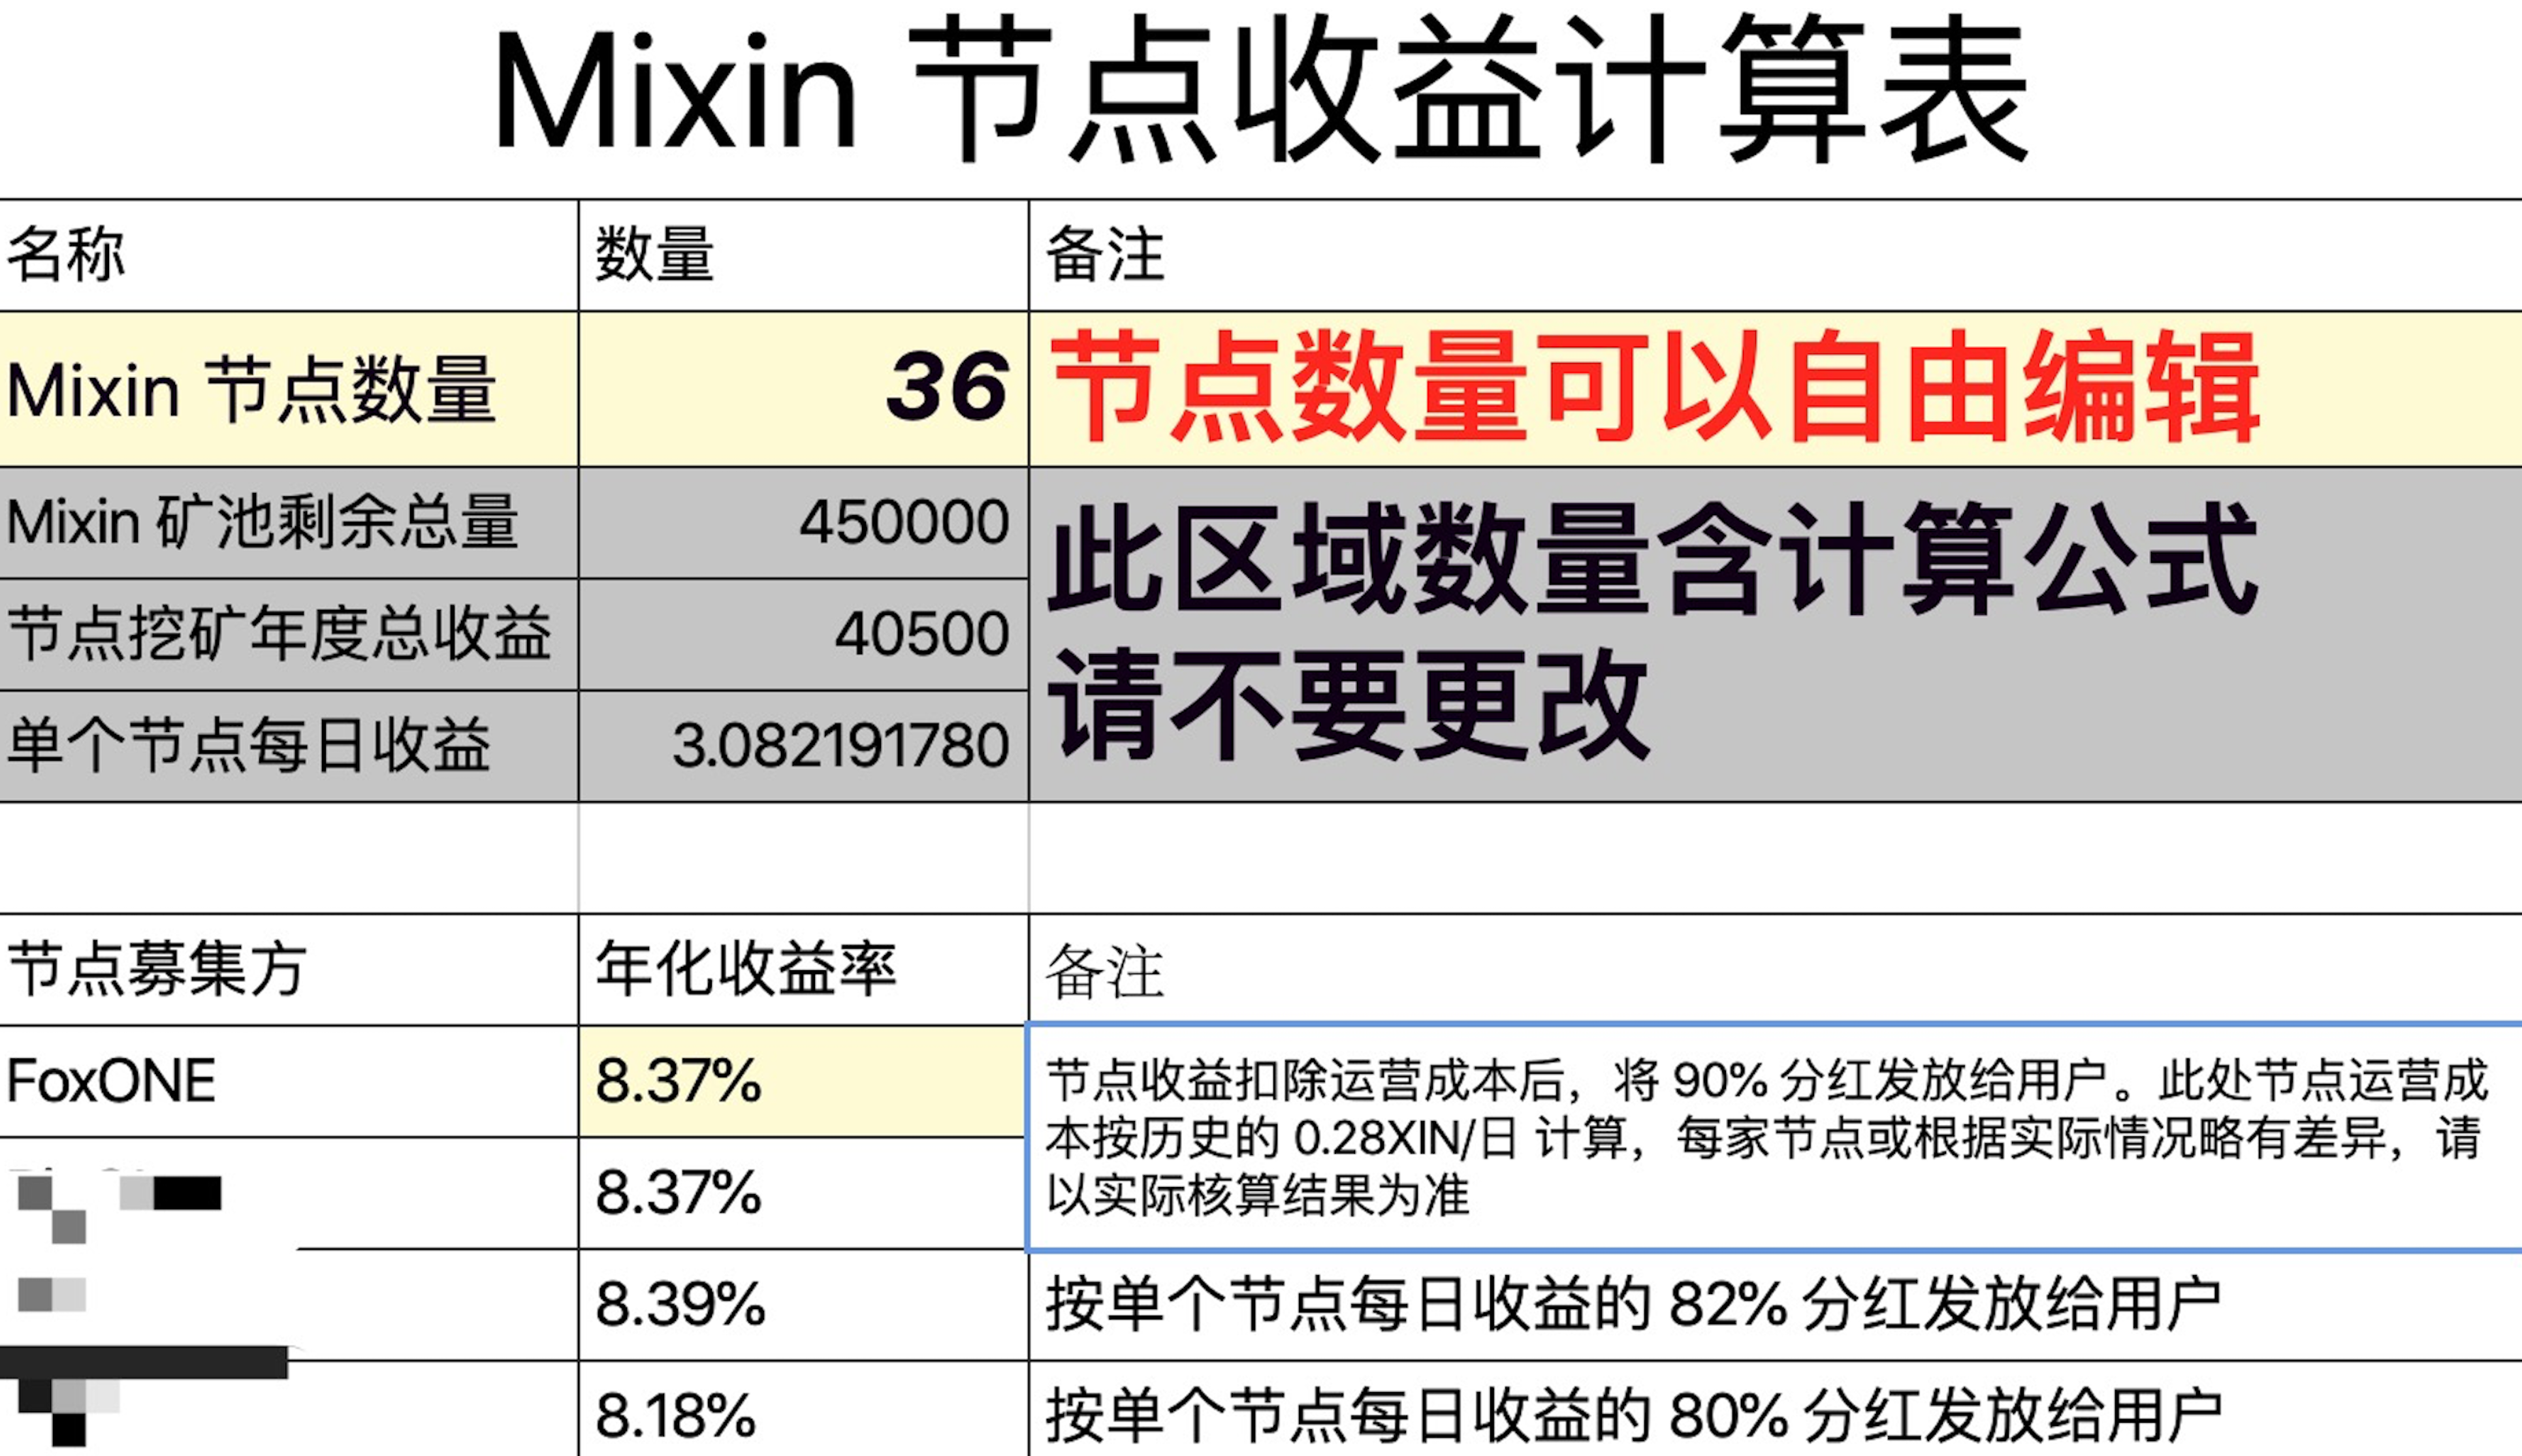 Mixin 节点收益计算表
名称 数量 备注
Mixin 节点数量 36 节点数量可以自由编辑
Mixin 矿池剩余总量 450000 此区域数量含计算公式
节点挖矿年度总收益 40500 请不要更改
单个节点每日收益 3.082191780
节点募集方 年化收益率 备注
FoxONE 8.37% 节点收益扣除运营成本后，将 90% 分红发放给用户。此处节点运营成
本按历史的 0.28XIN/日 计算，每家节点或根据实际情况略有差异，请
8.37% 以实际核算结果为准
8.39% 按单个节点每日收益的 82% 分红发放给用户
8.18% 按单个节点每日收益的 80% 分红发放给用户